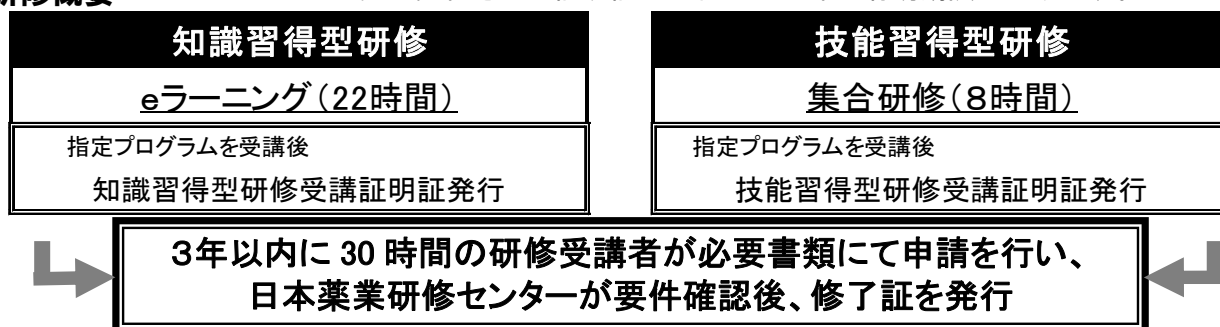 知識習得型研修
eラーニング(22時間)
指定プログラムを受講後
知識習得型研修受講証明証発行
技能習得型研修
集合研修(8時間)
指定プログラムを受講後
技能習得型研修受講証明証発行
3年以内に 30 時間の研修受講者が必要書類にて申請を行い、
日本薬業研修センターが要件確認後、修了証を発行